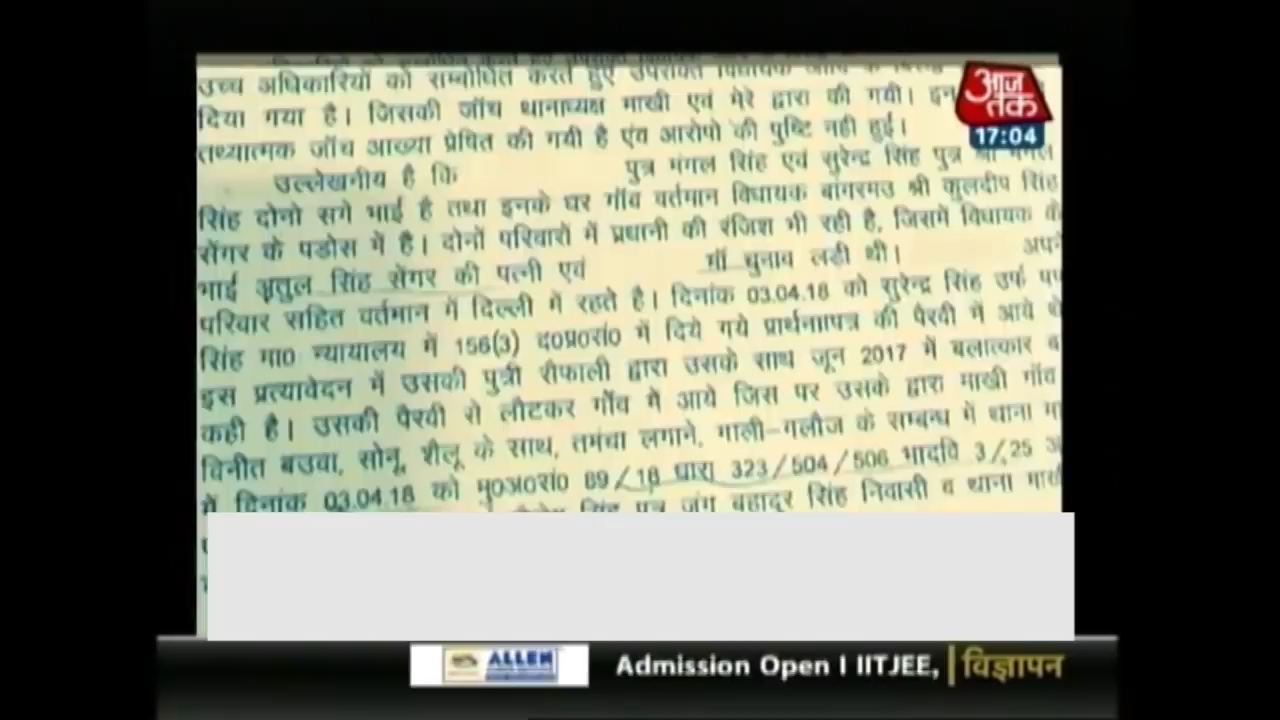 उच्च अधिकारियों को सम्बोधित करते हुए उपरोक्त विधायक
दिया गया है। जिसकी जॉच थानाध्यक्ष माखी एवं मेरे द्वारा की गयी। इन
तथ्यात्मक जॉच आख्या प्रेषित की गयी है एंव आरोपो की पुष्टि नही हुई।
उल्लेखनीय है कि पुत्र मंगल सिंह एवं सुरेन्द्र सिंह पुत्र श्री मंगल
सिंह दोनो सगे भाई है तथा इनके घर गॉव वर्तमान विधायक बांगरमउ श्री कुलदीप सिंह
सेंगर के पडोस में है। दोनों परिवारों में प्रधानी की रंजिश भी रही है, जिसमें विधायक के
भाई अतुल सिंह सेंगर की पत्नी एवं माँ चुनाव लडी थी। अपने
परिवार सहित वर्तमान में दिल्ली में रहते है। दिनांक 03.04.18 को सुरेन्द्र सिंह उर्फ पप
सिंह मा0 न्यायालय में 156(3) द0प्र0सं0 में दिये गये प्रार्थनाापत्र की पैरवी में आये थे
इस प्रत्यावेदन में उसकी पुत्री द्वारा उसके साथ जून 2017 में बलात्कार
कही है। उसकी पैरवी से लौटकर गॉव में आये जिस पर उसके द्वारा माखी गॉव
विनीत बउवा, सोनू, शैलू के साथ, तमंचा लगाने, गाली-गलौज के सम्बन्ध में थाना मा
में दिनांक 03.04.18 को मु0अ0सं0 89/18 धारा 323/504/506 भादवि 3/25
सिंह पुत्र जंग बहादुर सिंह निवासी व थाना माखी
आज तक
17:04
ALLEN
Admission Open I IITJEE,
विज्ञापन